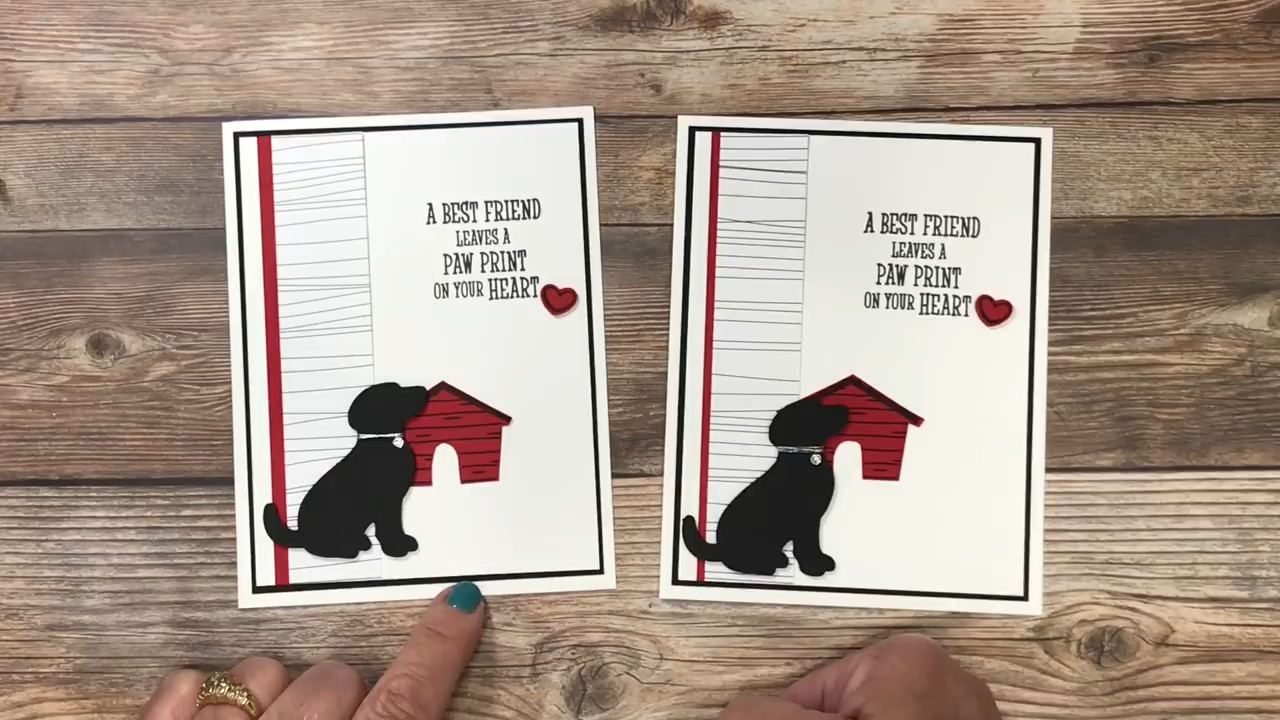 A BEST FRIEND
LEAVES A
PAW PRINT
ON YOUR HEART
A BEST FRIEND
LEAVES A
PAW PRINT
ON YOUR HEART